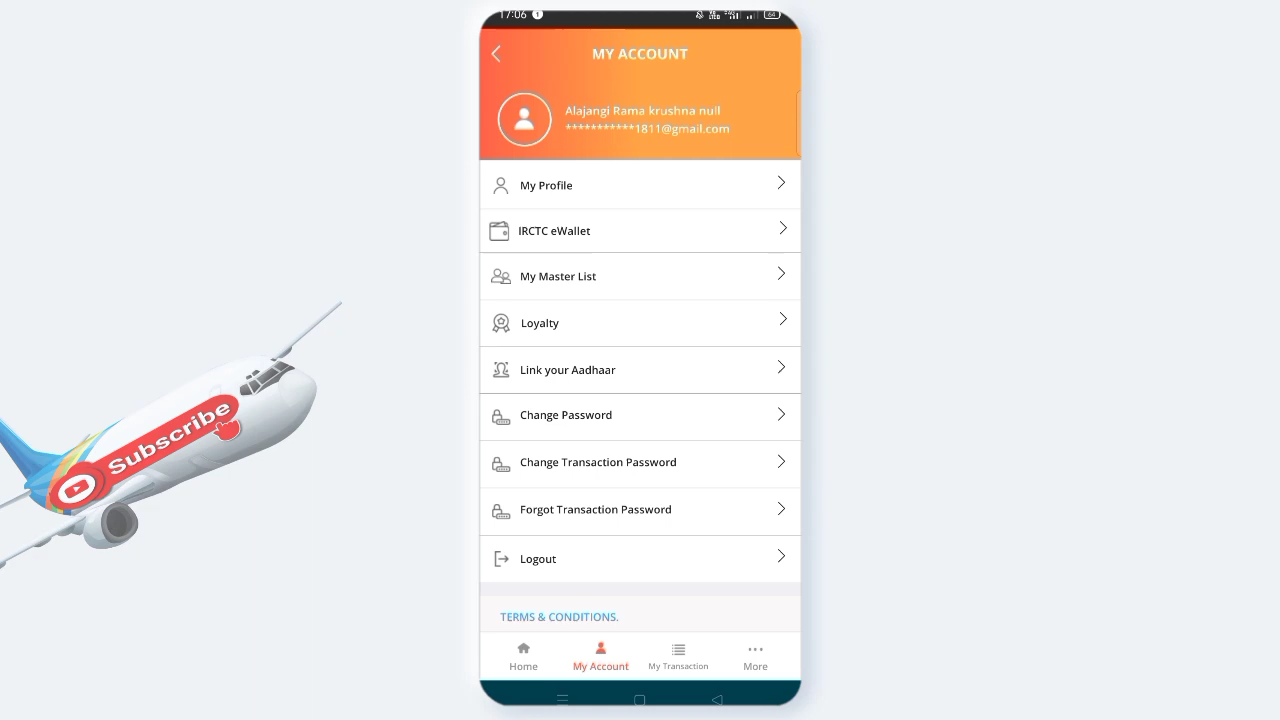 17:06
64
MY ACCOUNT
Alajangi Rama krushna null
***********1811@gmail.com
My Profile
IRCTC eWallet
My Master List
Loyalty
Link your Aadhaar
Change Password
Change Transaction Password
Forgot Transaction Password
Logout
TERMS & CONDITIONS.
Home
My Account
My Transaction
More
Subscribe